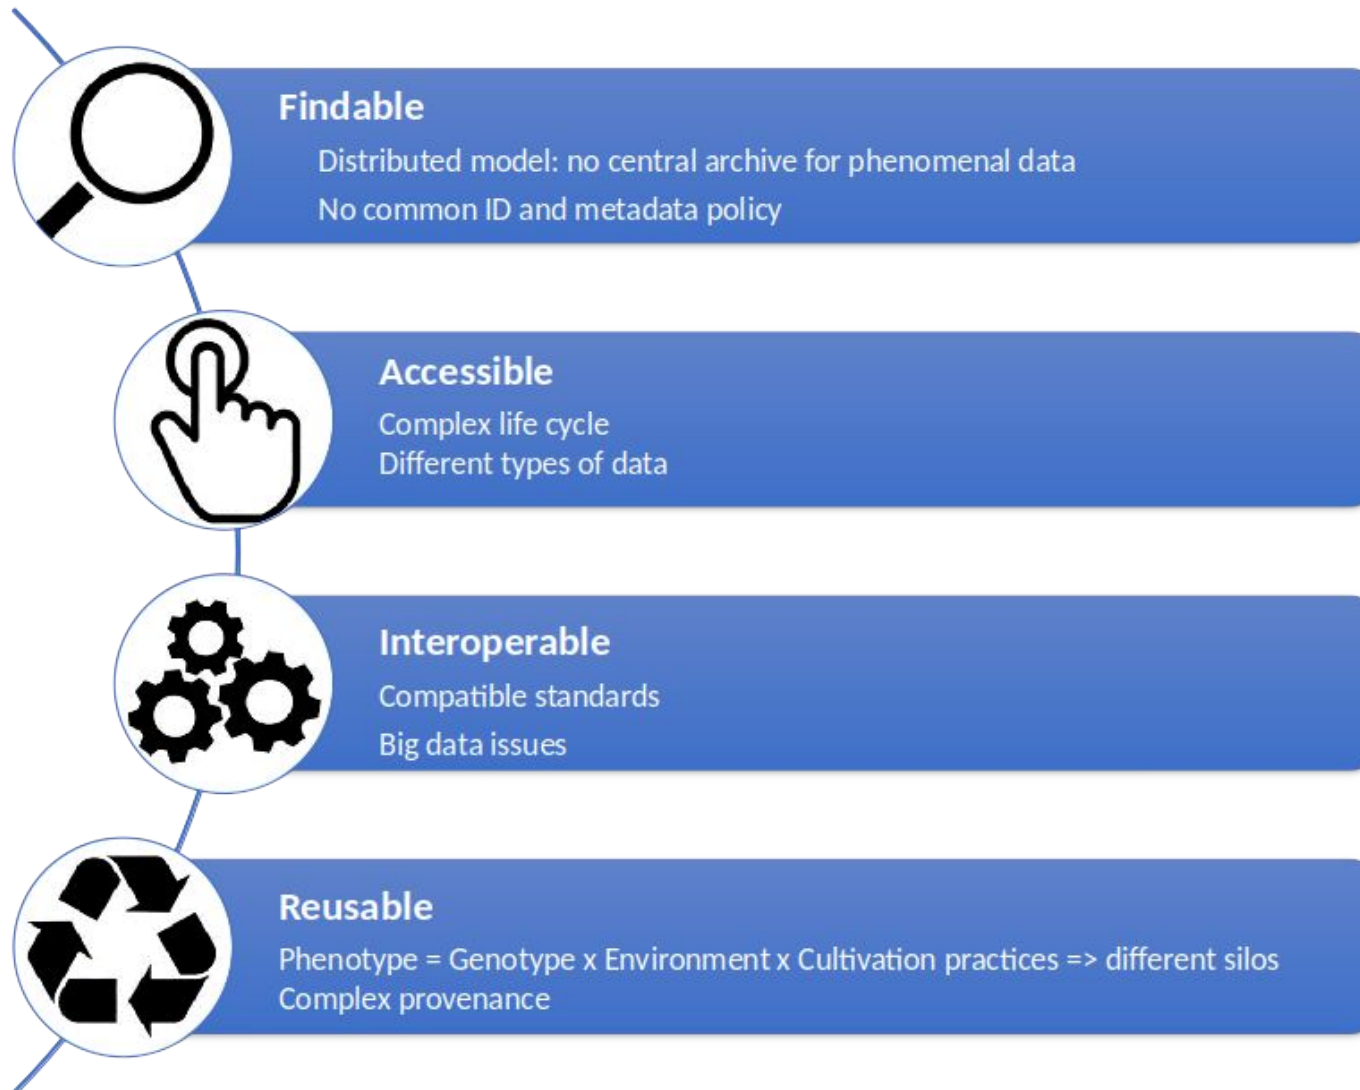 Findable
Distributed model: no central archive for phenomenal data
No common ID and metadata policy
Accessible
Complex life cycle
Different types of data
Interoperable
Compatible standards
Big data issues
Reusable
Phenotype = Genotype x Environment x Cultivation practices => different silos
Complex provenance